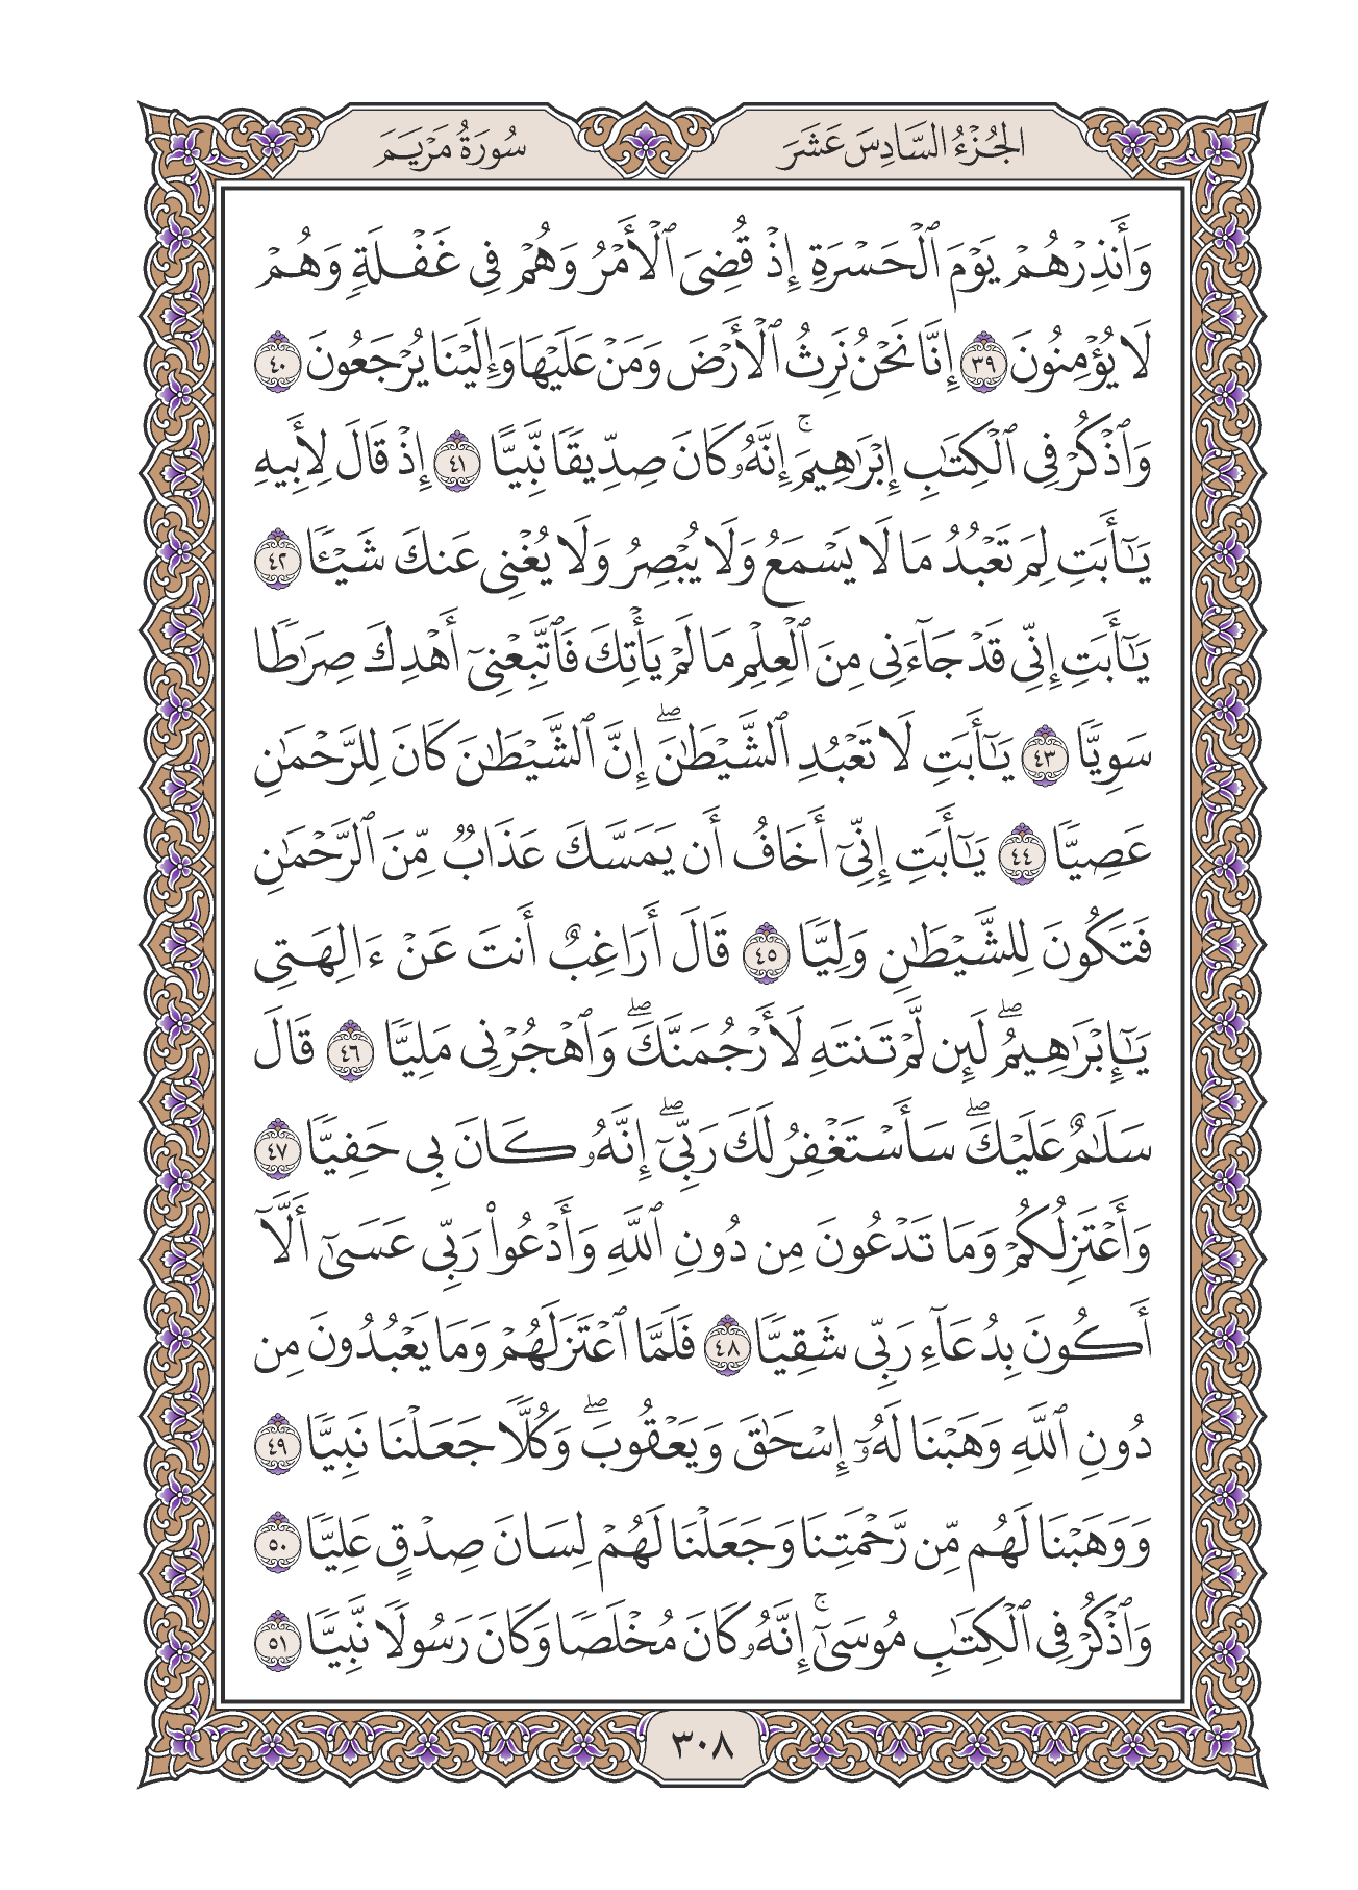 الجُزْءُ السَّادِسَ عَشَرَ
سُورَةُ مَرْيَمَ
وَأَنذِرْهُمْ يَوْمَ ٱلْحَسْرَةِ إِذْ قُضِىَ ٱلْأَمْرُ وَهُمْ فِى غَفْلَةٍ وَهُمْ
لَا يُؤْمِنُونَ ٣٩ إِنَّا نَحْنُ نَرِثُ ٱلْأَرْضَ وَمَنْ عَلَيْهَا وَإِلَيْنَا يُرْجَعُونَ ٤٠
وَٱذْكُرْ فِى ٱلْكِتَٰبِ إِبْرَٰهِيمَ ۚ إِنَّهُۥ كَانَ صِدِّيقًا نَّبِيًّا ٤١ إِذْ قَالَ لِأَبِيهِ
يَٰٓأَبَتِ لِمَ تَعْبُدُ مَا لَا يَسْمَعُ وَلَا يُبْصِرُ وَلَا يُغْنِى عَنكَ شَيْـًٔا ٤٢
يَٰٓأَبَتِ إِنِّى قَدْ جَآءَنِى مِنَ ٱلْعِلْمِ مَا لَمْ يَأْتِكَ فَٱتَّبِعْنِىٓ أَهْدِكَ صِرَٰطًا
سَوِيًّا ٤٣ يَٰٓأَبَتِ لَا تَعْبُدِ ٱلشَّيْطَٰنَ ۖ إِنَّ ٱلشَّيْطَٰنَ كَانَ لِلرَّحْمَٰنِ
عَصِيًّا ٤٤ يَٰٓأَبَتِ إِنِّىٓ أَخَافُ أَن يَمَسَّكَ عَذَابٌ مِّنَ ٱلرَّحْمَٰنِ
فَتَكُونَ لِلشَّيْطَٰنِ وَلِيًّا ٤٥ قَالَ أَرَاغِبٌ أَنتَ عَنْ ءَالِهَتِى
يَٰٓإِبْرَٰهِيمُ ۖ لَئِن لَّمْ تَنتَهِ لَأَرْجُمَنَّكَ ۖ وَٱهْجُرْنِى مَلِيًّا ٤٦ قَالَ
سَلَٰمٌ عَلَيْكَ ۖ سَأَسْتَغْفِرُ لَكَ رَبِّىٓ ۖ إِنَّهُۥ كَانَ بِى حَفِيًّا ٤٧
وَأَعْتَزِلُكُمْ وَمَا تَدْعُونَ مِن دُونِ ٱللَّهِ وَأَدْعُوا۟ رَبِّى عَسَىٰٓ أَلَّآ
أَكُونَ بِدُعَآءِ رَبِّى شَقِيًّا ٤٨ فَلَمَّا ٱعْتَزَلَهُمْ وَمَا يَعْبُدُونَ مِن
دُونِ ٱللَّهِ وَهَبْنَا لَهُۥٓ إِسْحَٰقَ وَيَعْقُوبَ ۖ وَكُلًّا جَعَلْنَا نَبِيًّا ٤٩
وَوَهَبْنَا لَهُم مِّن رَّحْمَتِنَا وَجَعَلْنَا لَهُمْ لِسَانَ صِدْقٍ عَلِيًّا ٥٠
وَٱذْكُرْ فِى ٱلْكِتَٰبِ مُوسَىٰٓ ۚ إِنَّهُۥ كَانَ مُخْلَصًا وَكَانَ رَسُولًا نَّبِيًّا ٥١
٣٠٨